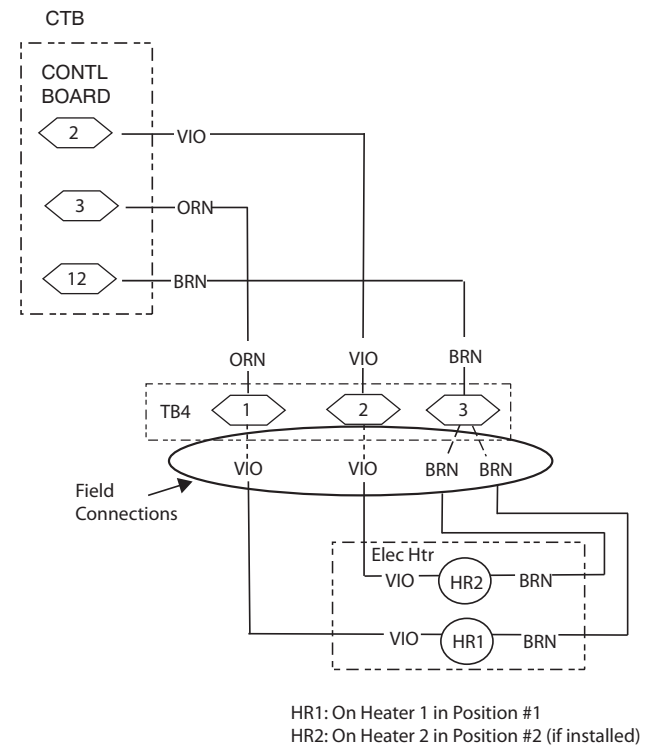 CTB
CONTL
BOARD
2
VIO
3
ORN
12
BRN
ORN
VIO
BRN
TB4
1
2
3
VIO
VIO
BRN
BRN
Field
Connections
Elec Htr
VIO
HR2
BRN
VIO
HR1
BRN
HR1: On Heater 1 in Position #1
HR2: On Heater 2 in Position #2 (if installed)